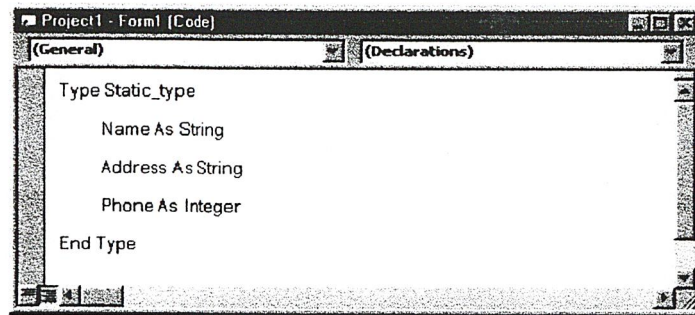 Project1 - Form1 (Code)
(General) (Declarations)
Type Static_type
Name As String
Address As String
Phone As Integer
End Type